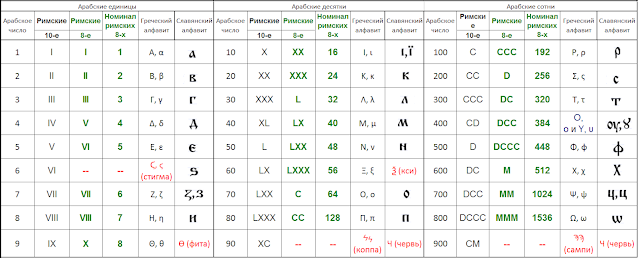 Арабские единицы Арабские десятки Арабские сотни
Арабское число Римские 10-е Римские 8-е Номинал римских 8-х Греческий алфавит Славянский алфавит Арабское число Римские 10-е Римские 8-е Номинал римских 8-х Греческий алфавит Славянский алфавит Арабское число Римские 10-е Римские 8-е Номинал римских 8-х Греческий алфавит Славянский алфавит
1 I I 1 Α, α а 10 X XX 16 Ι, ι і,ї 100 C CCC 192 Ρ, ρ р
2 II II 2 Β, β в 20 XX XXX 24 Κ, κ к 200 CC D 256 Σ, ς с
3 III III 3 Γ, γ г 30 XXX L 32 Λ, λ л 300 CCC DC 320 Τ, τ т
4 XL V 4 Δ, δ д 40 XL LX 40 Μ, μ м 400 CD DCC 384 Ο, ο и Υ, υ оу,ꙋ
5 V VI 5 Ε, ε є 50 L LXX 48 Ν, ν н 500 D DCCC 448 Φ, φ ф
6 VI -- -- Ϛ, ς (стигма) ѕ 60 LX LXXX 56 Ξ, ξ ѯ (кси) 600 DC M 512 Χ, χ х
7 VII VII 6 Ζ, ζ ꙁ,З 70 LXX C 64 Ο, ο о 700 DCC MM 1024 Ψ, ψ ц,ц
8 VIII VIII 7 Η, η и 80 LXXX CC 128 Π, π п 800 DCCC MMM 1536 Ω, ω ѡ
9 IX X 8 Θ, θ Ѳ (фита) 90 XC -- -- ϟ (коппа) Ч (червь) 900 CM -- -- ϡ (сампи) Ч (червь)